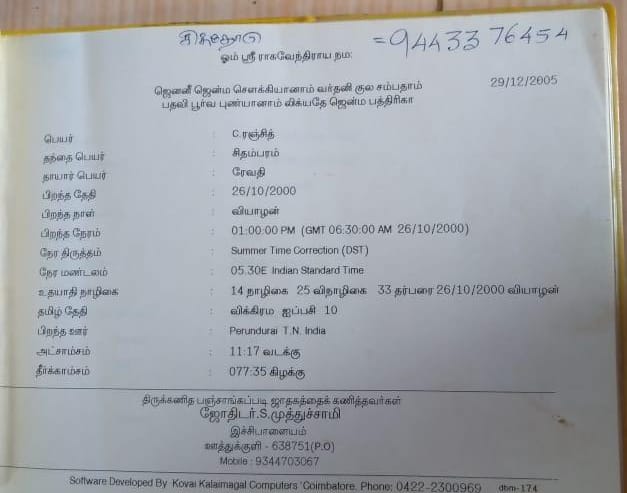 சித்தோடு = 94433 76454
ஓம் ஸ்ரீ ராகவேந்திராய நம:
29/12/2005
ஜெனனீ ஜென்ம சௌக்கியானாம் வர்தனி குல சம்பதாம்
பதவி பூர்வ புண்யானாம் லிக்யதே ஜென்ம பத்திரிகா
பெயர் : C.ரஞ்சித்
தந்தை பெயர் : சிதம்பரம்
தாயார் பெயர் : ரேவதி
பிறந்த தேதி : 26/10/2000
பிறந்த நாள் : வியாழன்
பிறந்த நேரம் : 01:00:00 PM (GMT 06:30:00 AM 26/10/2000)
நேர திருத்தம் : Summer Time Correction (DST)
நேர மண்டலம் : 05.30E Indian Standard Time
உதயாதி நாழிகை : 14 நாழிகை 25 விநாழிகை 33 தர்பரை 26/10/2000 வியாழன்
தமிழ் தேதி : விக்கிரம ஐப்பசி 10
பிறந்த ஊர் : Perundurai T.N. India
அட்சாம்சம் : 11:17 வடக்கு
தீர்க்காம்சம் : 077:35 கிழக்கு
திருக்கணித பஞ்சாங்கப்படி ஜாதகத்தைக் கணித்தவர்கள்
ஜோதிடர்.S.முத்துச்சாமி
இச்சிபாளையம்
ஊத்துக்குளி - 638751(P.O)
Mobile : 9344703067
Software Developed By Kovai Kalaimagal Computers 'Coimbatore. Phone: 0422-2300969 dbm-174